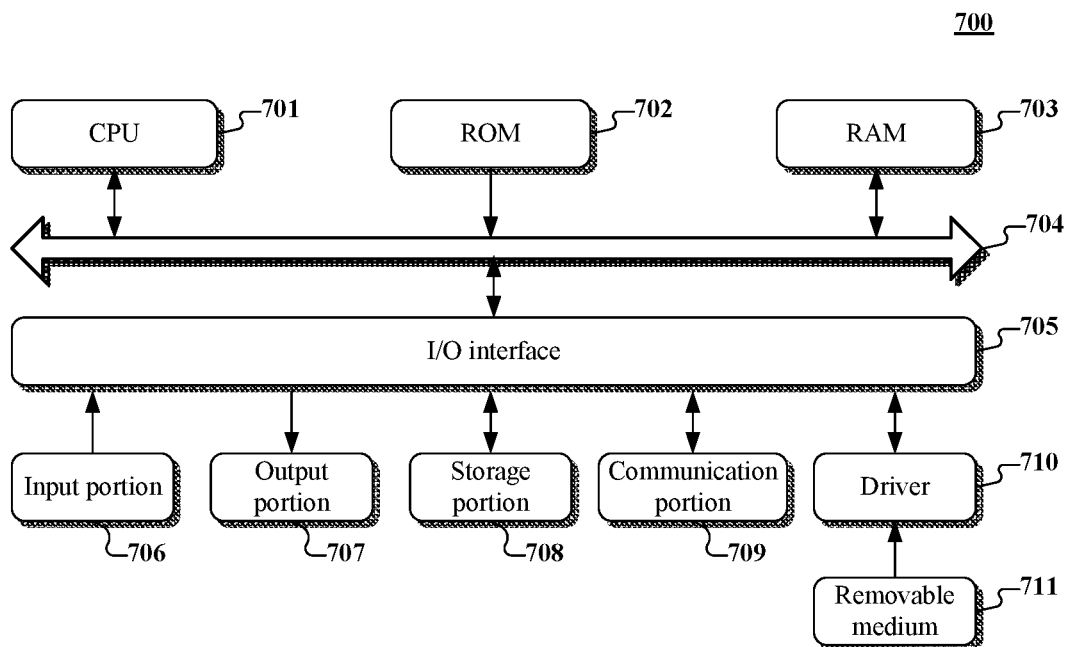 700
CPU
701
ROM
702
RAM
703
704
I/O interface
705
Input portion
706
Output
portion
707
Storage
portion
708
Communication
portion
709
Driver
710
Removable
medium
711